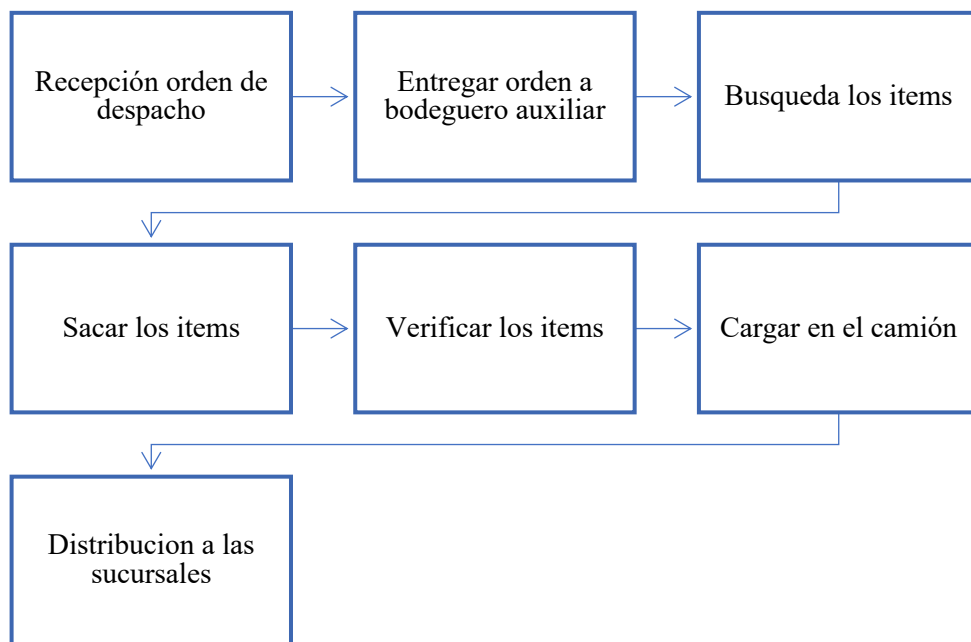 Recepción orden de
despacho
Entregar orden a
bodeguero auxiliar
Busqueda los items
Sacar los items
Verificar los items
Cargar en el camión
Distribucion a las
sucursales